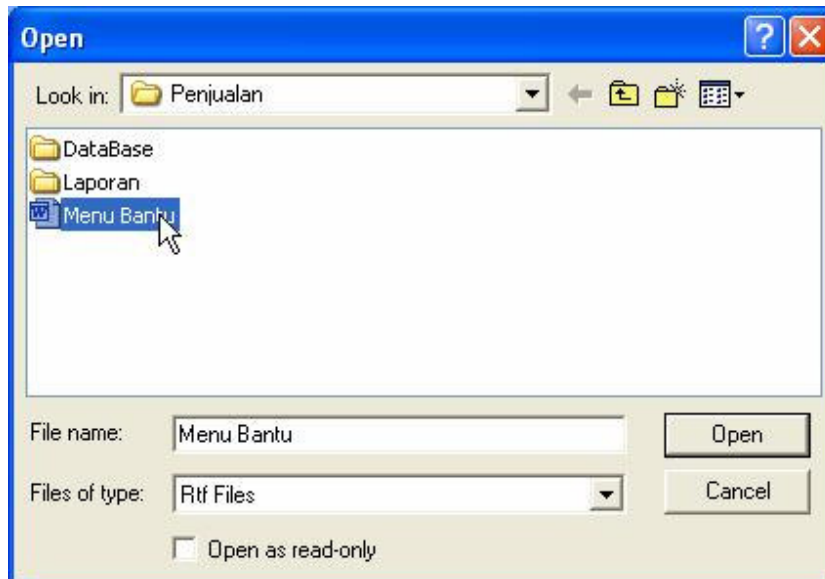 Open
Look in: Penjualan
DataBase
Laporan
Menu Bantu
File name: Menu Bantu Open
Files of type: Rtf Files Cancel
Open as read-only